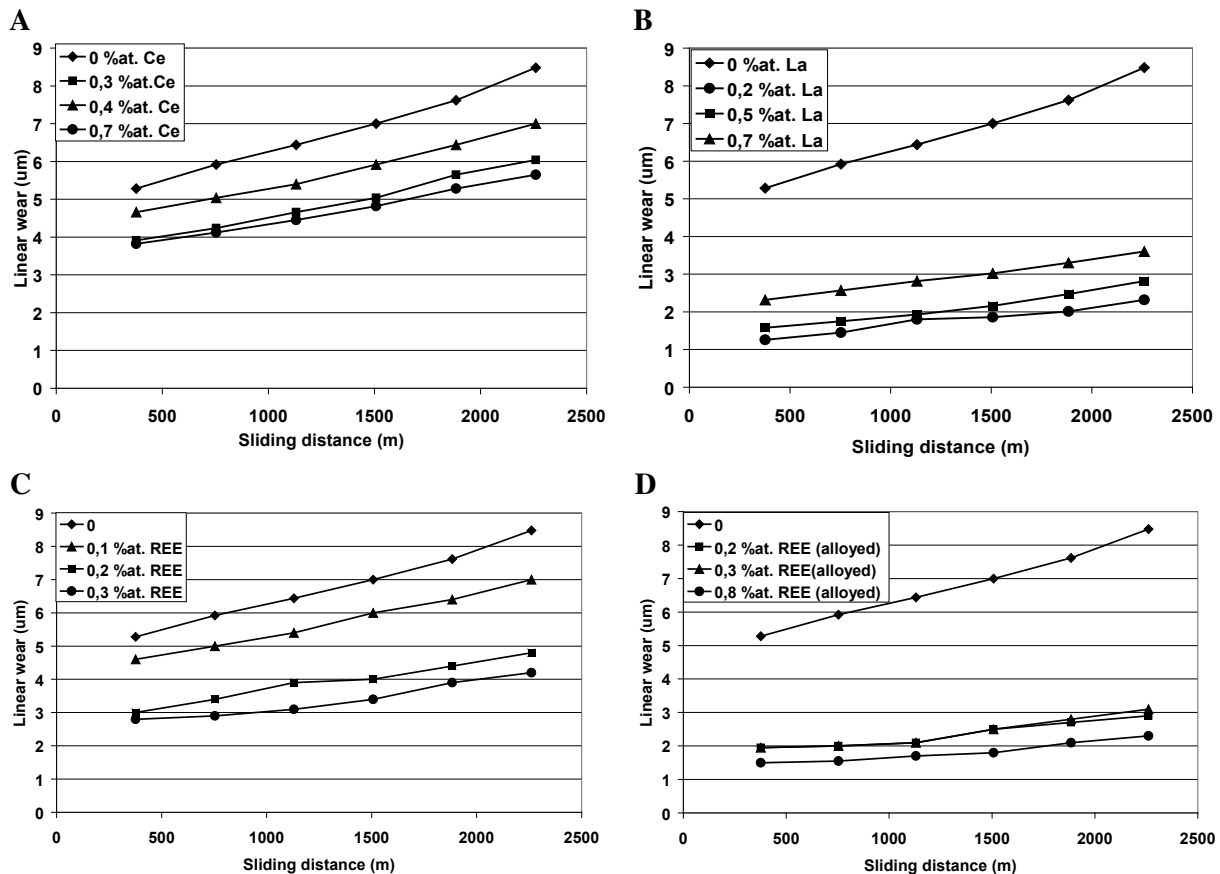 A
9
8
7
6
5
4
3
2
1
0
Linear wear (um)
0 %at. Ce
0,3 %at.Ce
0,4 %at. Ce
0,7 %at. Ce
0 500 1000 1500 2000 2500
Sliding distance (m)
B
9
8
7
6
5
4
3
2
1
0
Linear wear (um)
0 %at. La
0,2 %at. La
0,5 %at. La
0,7 %at. La
0 500 1000 1500 2000 2500
Sliding distance (m)
C
9
8
7
6
5
4
3
2
1
0
Linear wear (um)
0
0,1 %at. REE
0,2 %at. REE
0,3 %at. REE
0 500 1000 1500 2000 2500
Sliding distance (m)
D
9
8
7
6
5
4
3
2
1
0
Linear wear (um)
0
0,2 %at. REE (alloyed)
0,3 %at. REE(alloyed)
0,8 %at. REE (alloyed)
0 500 1000 1500 2000 2500
Sliding distance (m)